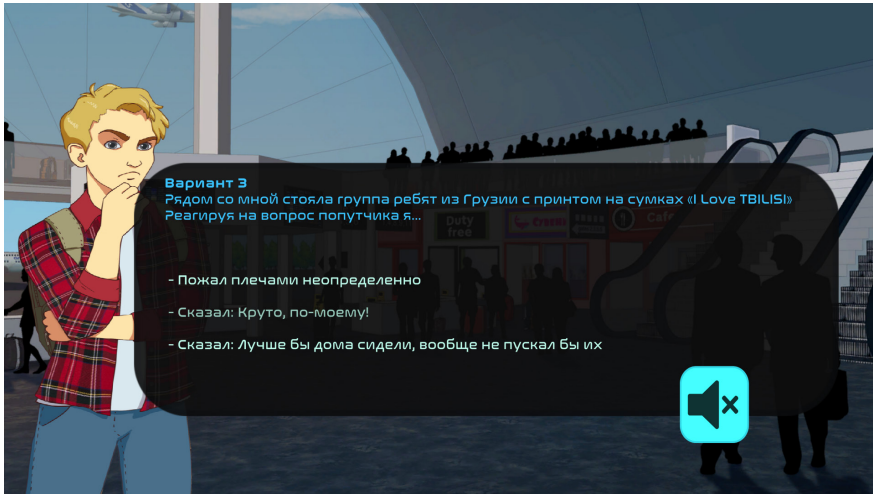 Вариант 3
Рядом со мной стояла группа ребят из Грузии с принтом на сумках «I Love TBILISI»
Реагируя на вопрос попутчика я...
Duty
free
Cafe
- Пожал плечами неопределенно
- Сказал: Круто, по-моему!
- Сказал: Лучше бы дома сидели, вообще не пускал бы их